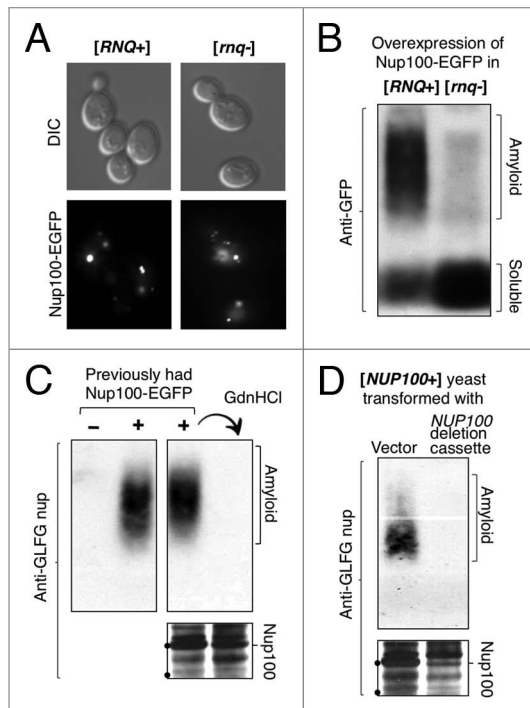 A
[RNQ+]
[rnq-]
DIC
Nup100-EGFP
B
Overexpression of
Nup100-EGFP in
[RNQ+] [rnq-]
Anti-GFP
Amyloid
Soluble
C
Previously had
Nup100-EGFP
GdnHCl
– + +
Anti-GLFG nup
Amyloid
Nup100
D
[NUP100+] yeast
transformed with
NUP100
deletion
Vector cassette
Anti-GLFG nup
Amyloid
Nup100